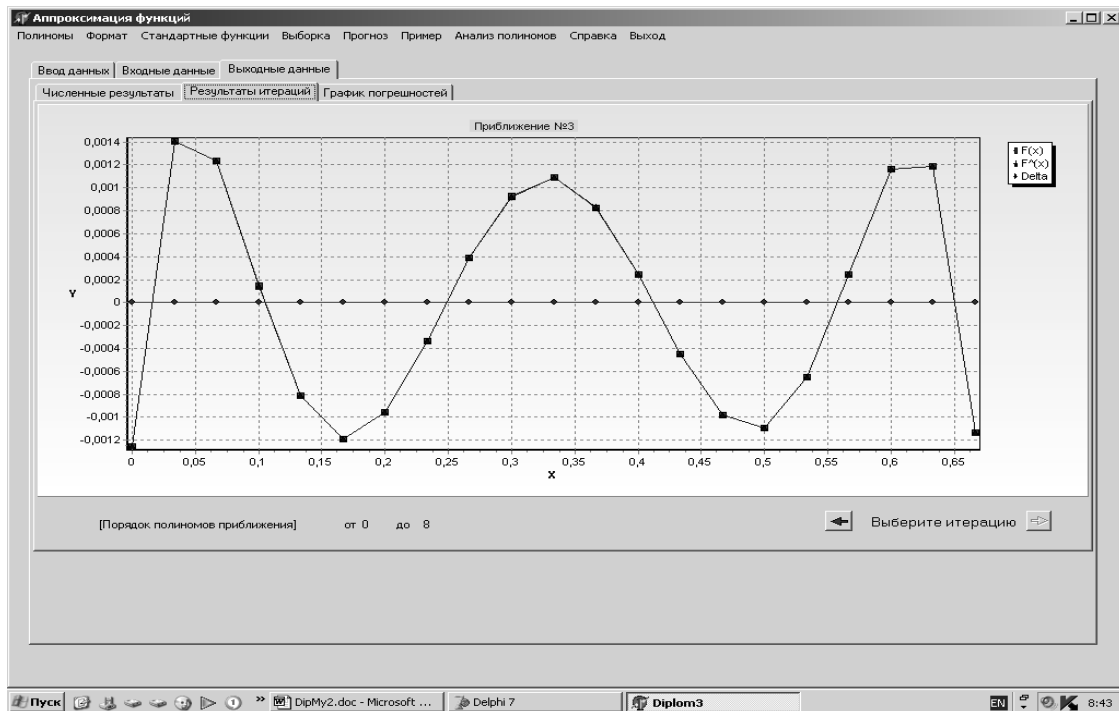 Аппроксимация функций
Полиномы Формат Стандартные функции Выборка Прогноз Пример Анализ полиномов Справка Выход
Ввод данных Входные данные Выходные данные
Численные результаты Результаты итераций График погрешностей
Приближение №3
F(x)
F^(x)
Delta
0,0014
0,0012
0,001
0,0008
0,0006
0,0004
0,0002
0
-0,0002
-0,0004
-0,0006
-0,0008
-0,001
-0,0012
Y
0 0,05 0,1 0,15 0,2 0,25 0,3 0,35 0,4 0,45 0,5 0,55 0,6 0,65
X
[Порядок полиномов приближения] от 0 до 8
Выберите итерацию
Пуск » DipMy2.doc - Microsoft ... Delphi 7 Diplom3 EN 8:43